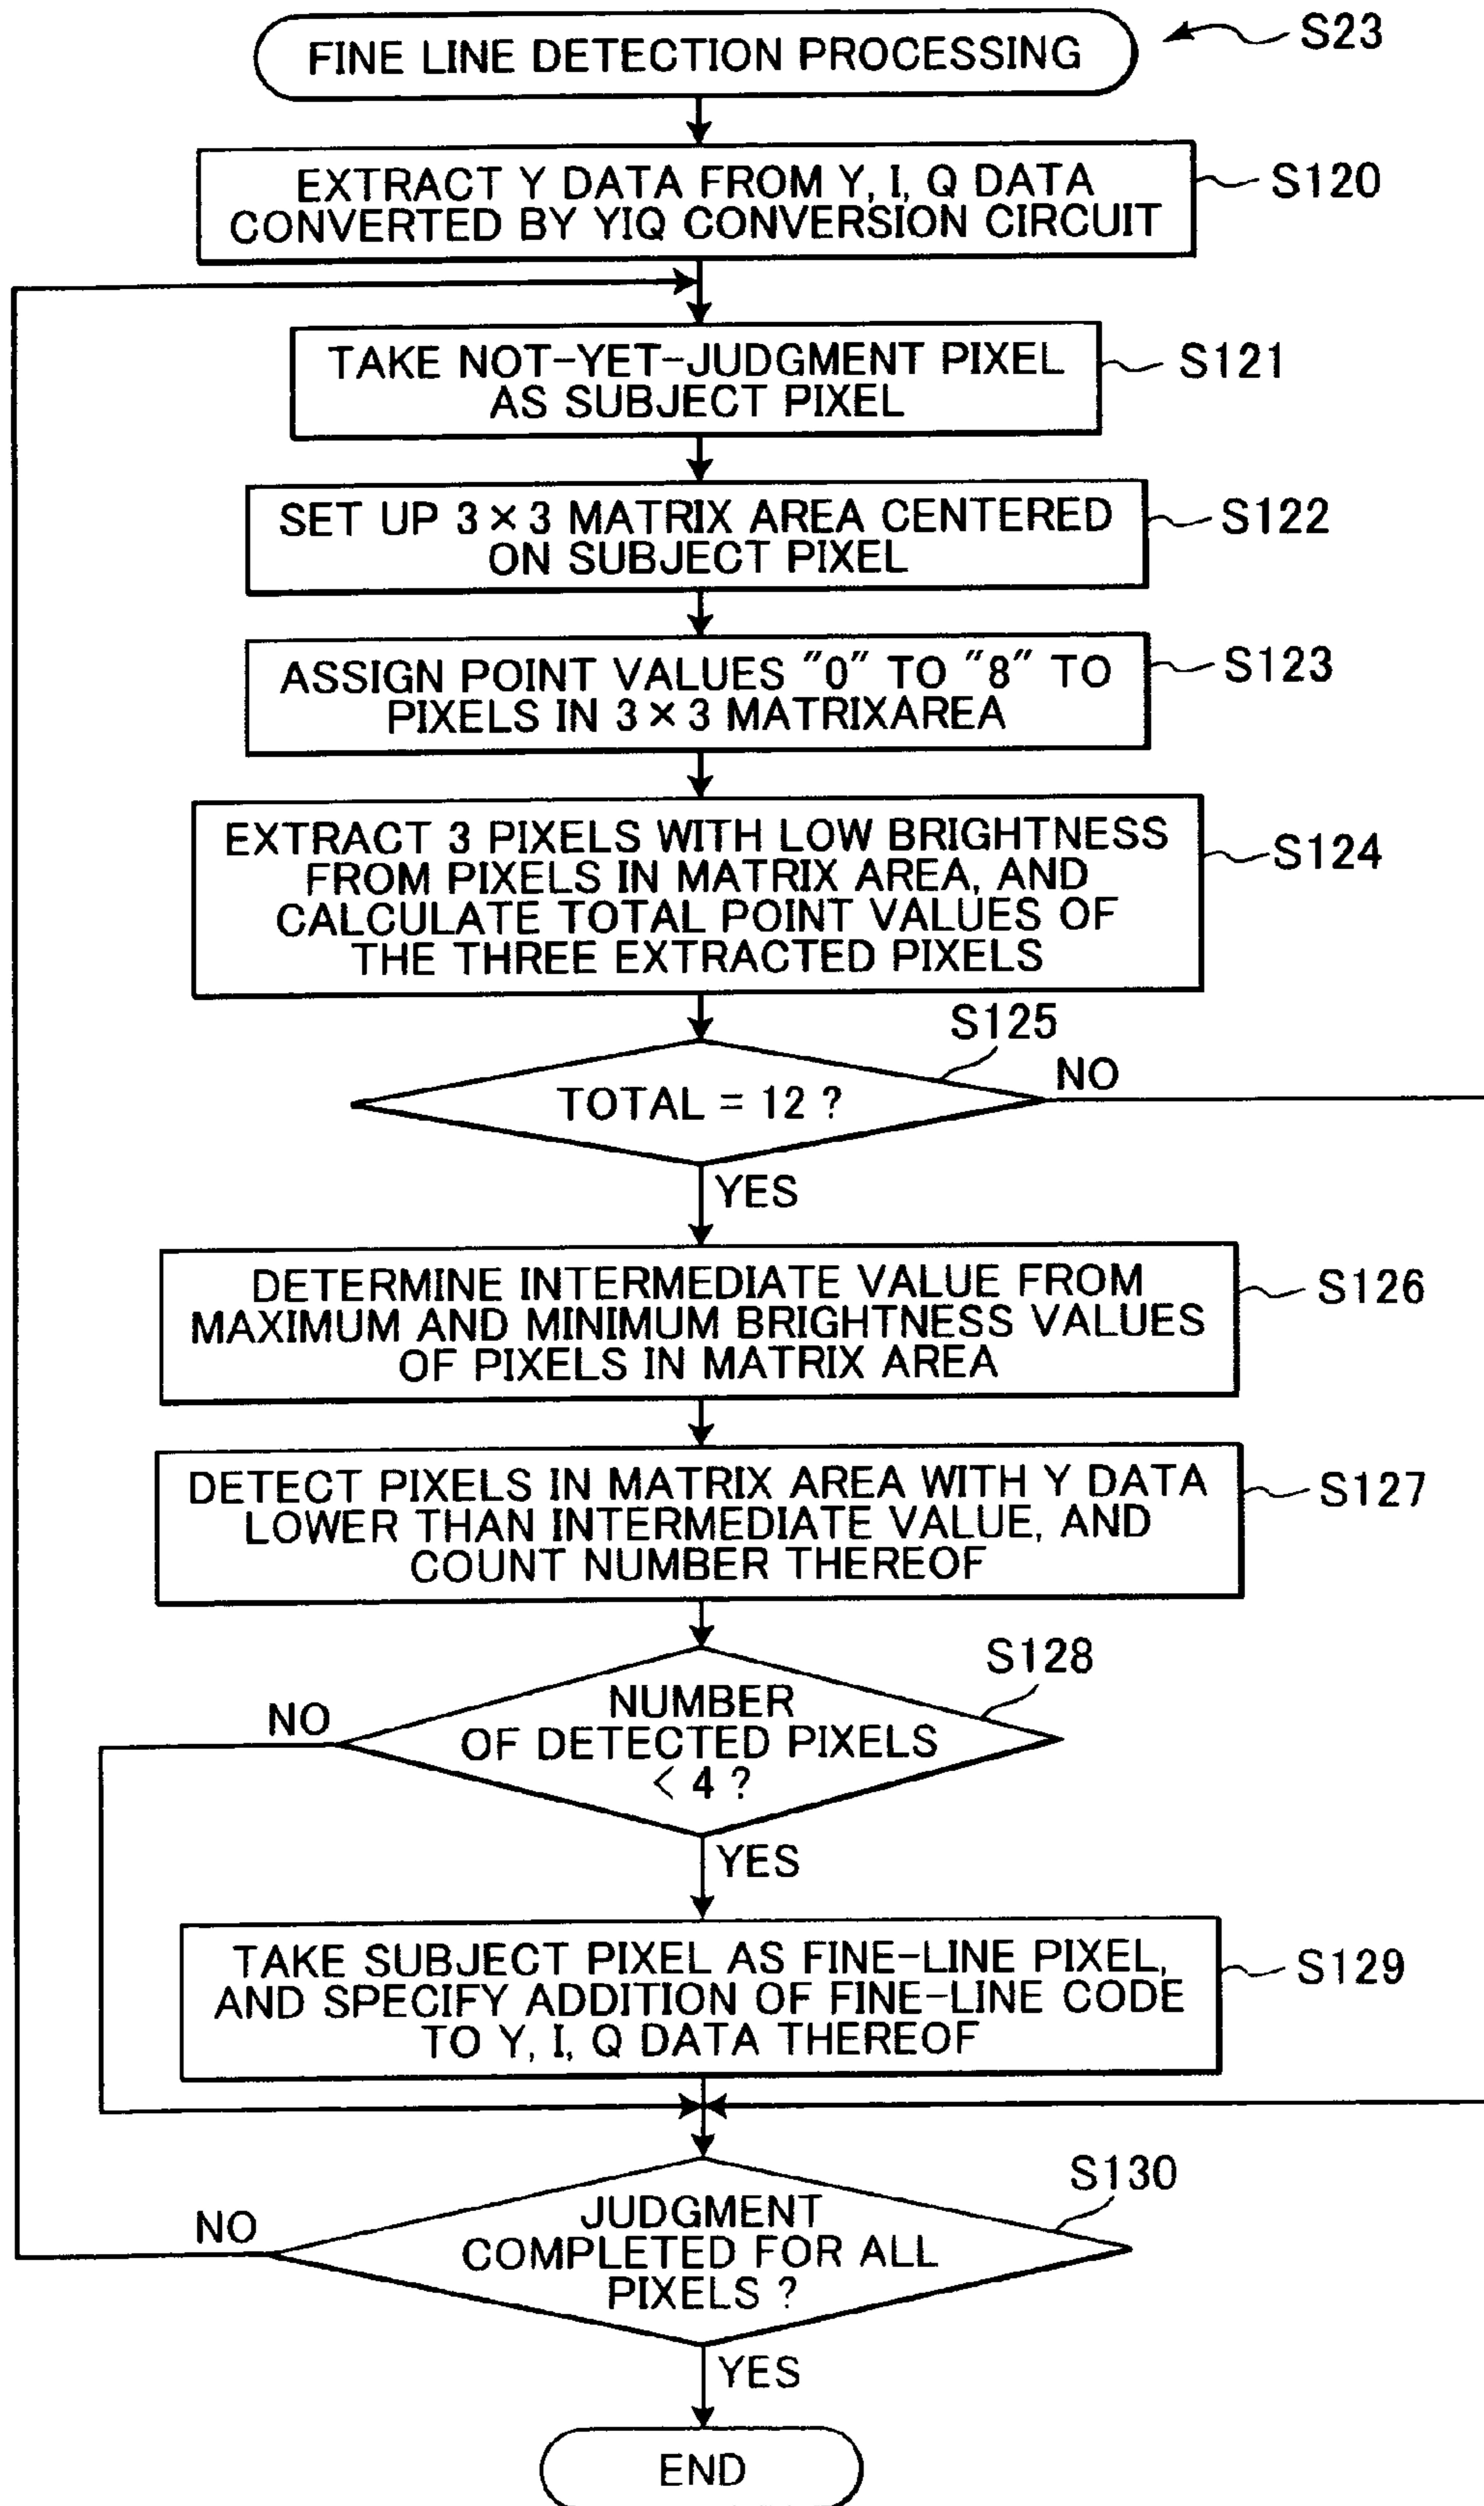 FINE LINE DETECTION PROCESSING
S23
EXTRACT Y DATA FROM Y, I, Q DATA
CONVERTED BY YIQ CONVERSION CIRCUIT
S120
TAKE NOT-YET-JUDGMENT PIXEL
AS SUBJECT PIXEL
S121
SET UP 3×3 MATRIX AREA CENTERED
ON SUBJECT PIXEL
S122
ASSIGN POINT VALUES "0" TO "8" TO
PIXELS IN 3×3 MATRIXAREA
S123
EXTRACT 3 PIXELS WITH LOW BRIGHTNESS
FROM PIXELS IN MATRIX AREA, AND
CALCULATE TOTAL POINT VALUES OF
THE THREE EXTRACTED PIXELS
S124
S125
TOTAL = 12 ?
NO
YES
DETERMINE INTERMEDIATE VALUE FROM
MAXIMUM AND MINIMUM BRIGHTNESS VALUES
OF PIXELS IN MATRIX AREA
S126
DETECT PIXELS IN MATRIX AREA WITH Y DATA
LOWER THAN INTERMEDIATE VALUE, AND
COUNT NUMBER THEREOF
S127
S128
NUMBER
OF DETECTED PIXELS
< 4 ?
NO
YES
TAKE SUBJECT PIXEL AS FINE-LINE PIXEL,
AND SPECIFY ADDITION OF FINE-LINE CODE
TO Y, I, Q DATA THEREOF
S129
S130
JUDGMENT
COMPLETED FOR ALL
PIXELS ?
NO
YES
END